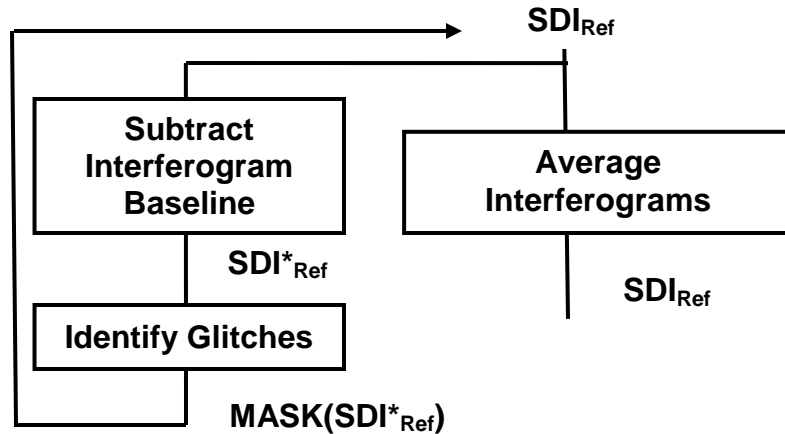 SDIRef
Subtract
Interferogram
Baseline
Average
Interferograms
SDI*Ref
SDIRef
Identify Glitches
MASK(SDI*Ref)